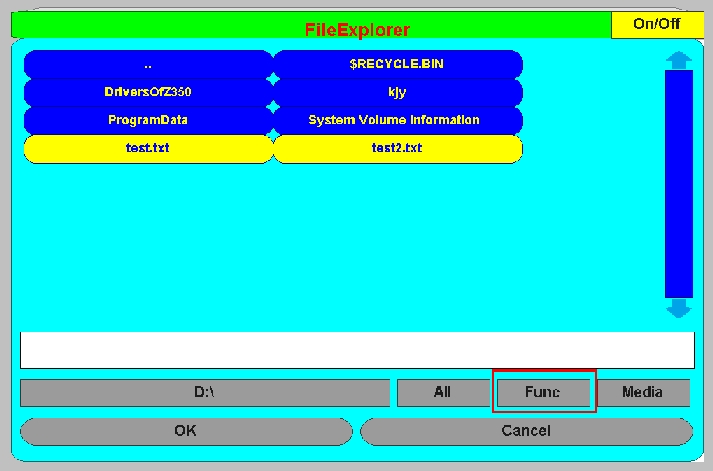 FileExplorer On/Off
.. $RECYCLE.BIN
DriversOfZ350 kjy
ProgramData System Volume Information
test.txt test2.txt
D:\ All Func Media
OK Cancel